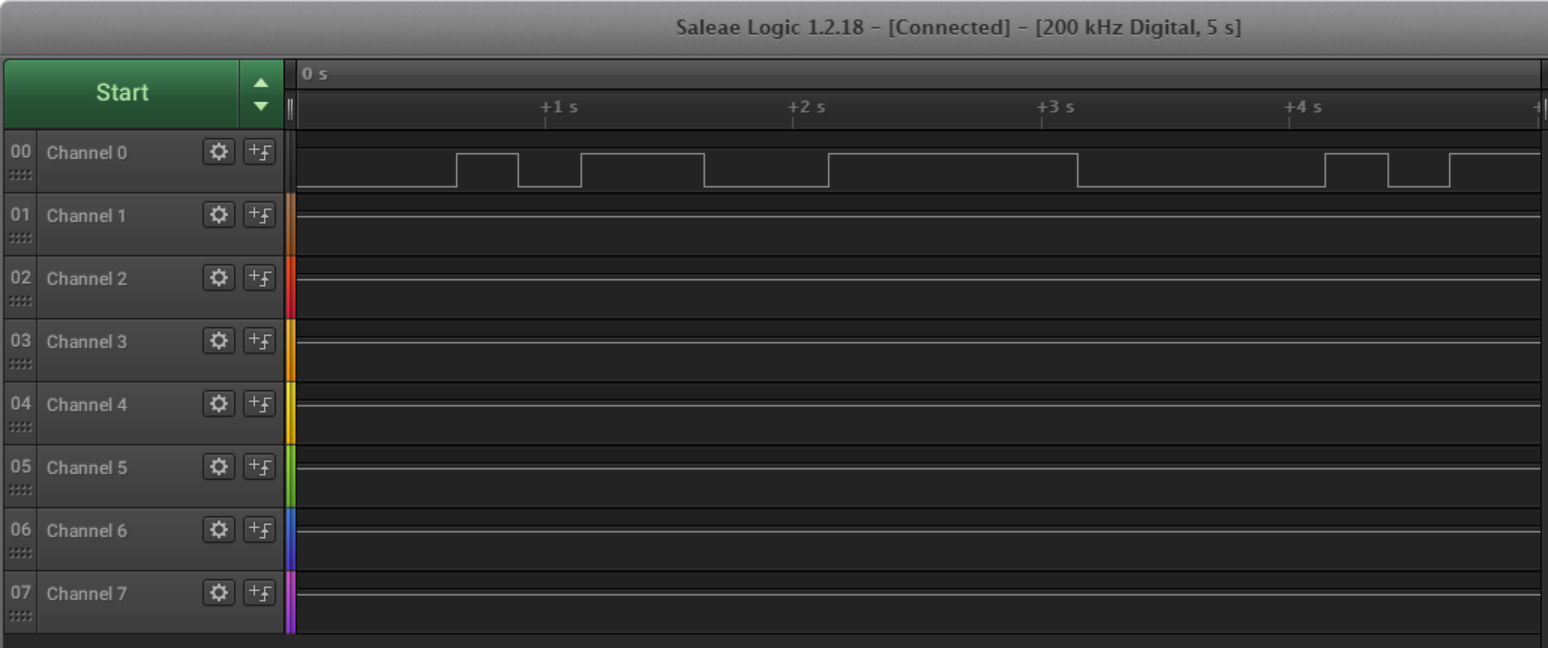 Saleae Logic 1.2.18 - [Connected] - [200 kHz Digital, 5 s]
Start
0 s
+1 s +2 s +3 s +4 s +
00 Channel 0
01 Channel 1
02 Channel 2
03 Channel 3
04 Channel 4
05 Channel 5
06 Channel 6
07 Channel 7